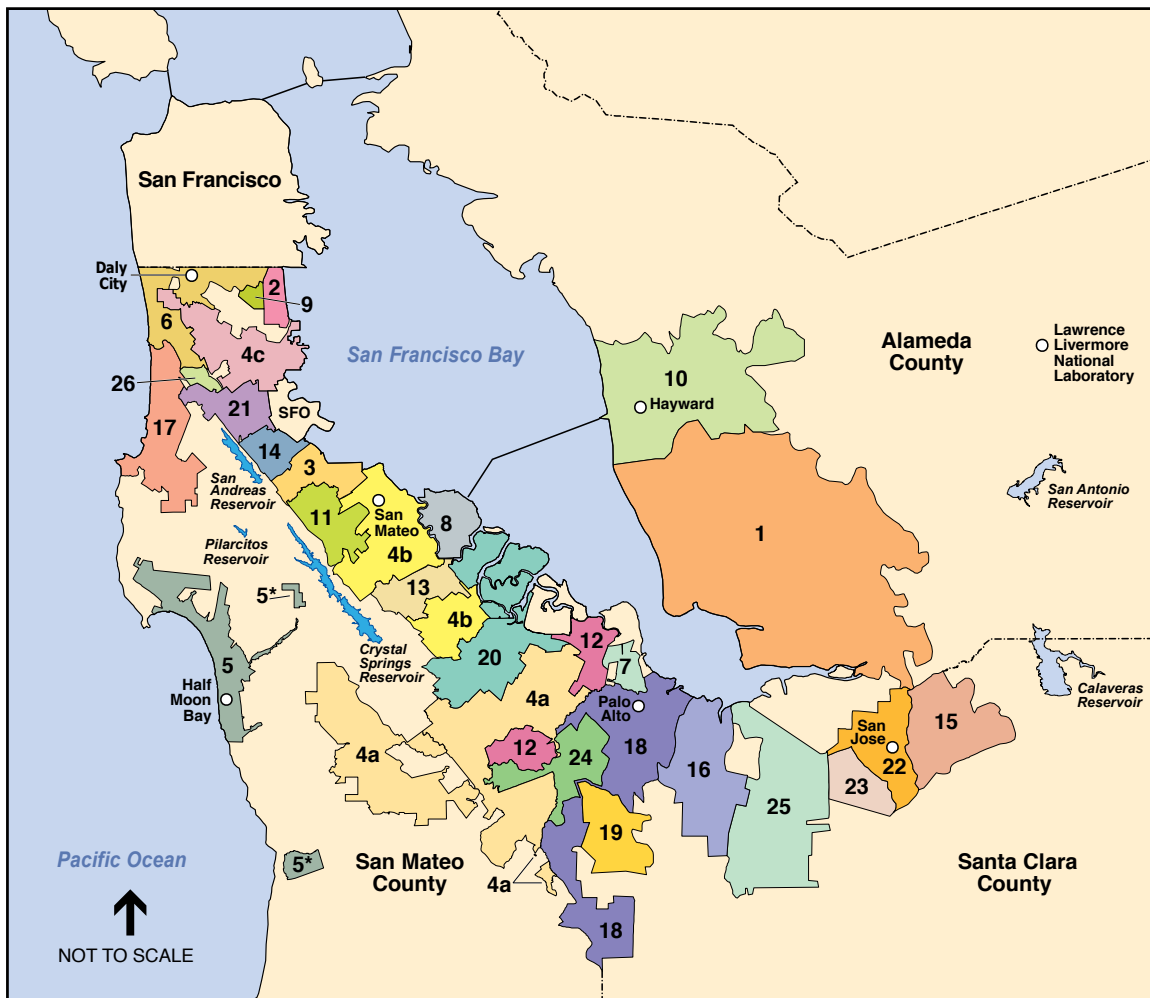 San Francisco
Daly
City
2
9
6
4c
San Francisco Bay
Alameda
County
Lawrence
Livermore
National
Laboratory
26
10
Hayward
21
SFO
17
14
3
San
Andreas
Reservoir
San Antonio
Reservoir
11
San
Mateo
8
1
Pilarcitos
Reservoir
4b
13
5*
4b
12
Crystal
Springs
Reservoir
20
7
5
Half
Moon
Bay
4a
Palo
Alto
Calaveras
Reservoir
15
San
Jose
4a
12
24
18
16
22
23
25
19
Pacific Ocean
5*
San Mateo
County
4a
Santa Clara
County
18
NOT TO SCALE